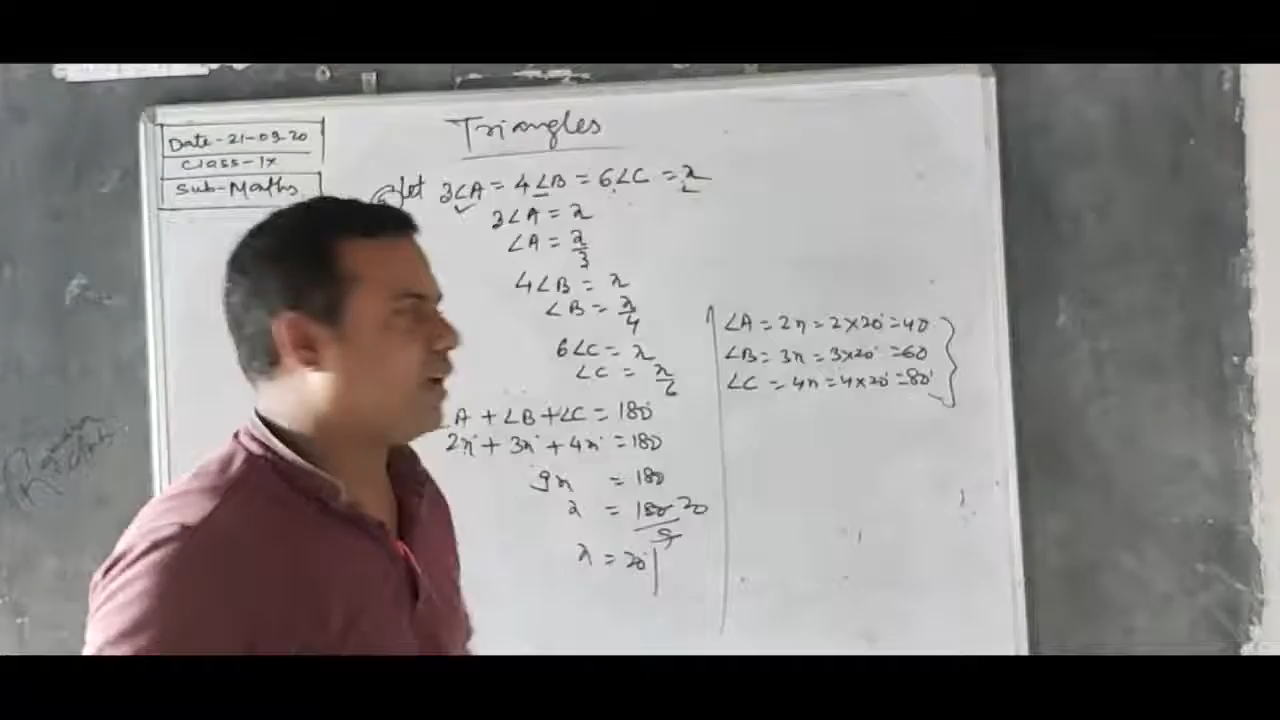 Triangles
Date-21-09-20
Class-IX
Sub-Maths
Let 3∠A = 4∠B = 6∠C = x
3∠A = x
∠A = x/3
4∠B = x
∠B = x/4
6∠C = x
∠C = x/6
∠A + ∠B + ∠C = 180°
2x° + 3x° + 4x° = 180
9x = 180
x = 180/9 20
x = 20°
∠A = 2x = 2×20° = 40
∠B = 3x = 3×20° = 60
∠C = 4x = 4×20° = 80°